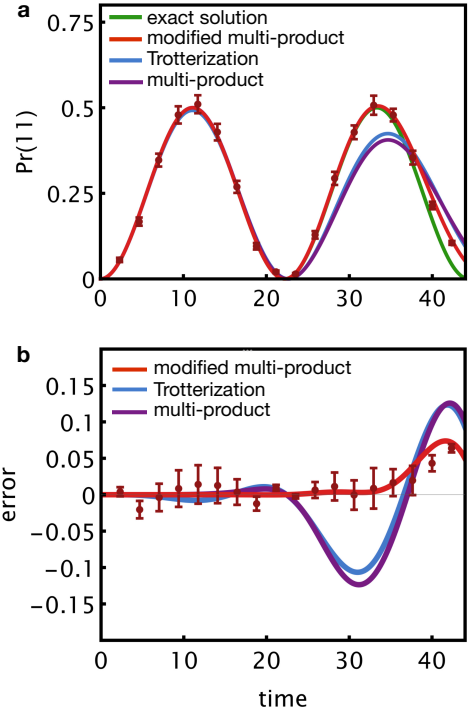 a
0.75
0.5
0.25
0
Pr(11)
exact solution
modified multi-product
Trotterization
multi-product
0 10 20 30 40
b
0.15
0.1
0.05
0
−0.05
−0.1
−0.15
error
modified multi-product
Trotterization
multi-product
0 10 20 30 40
time